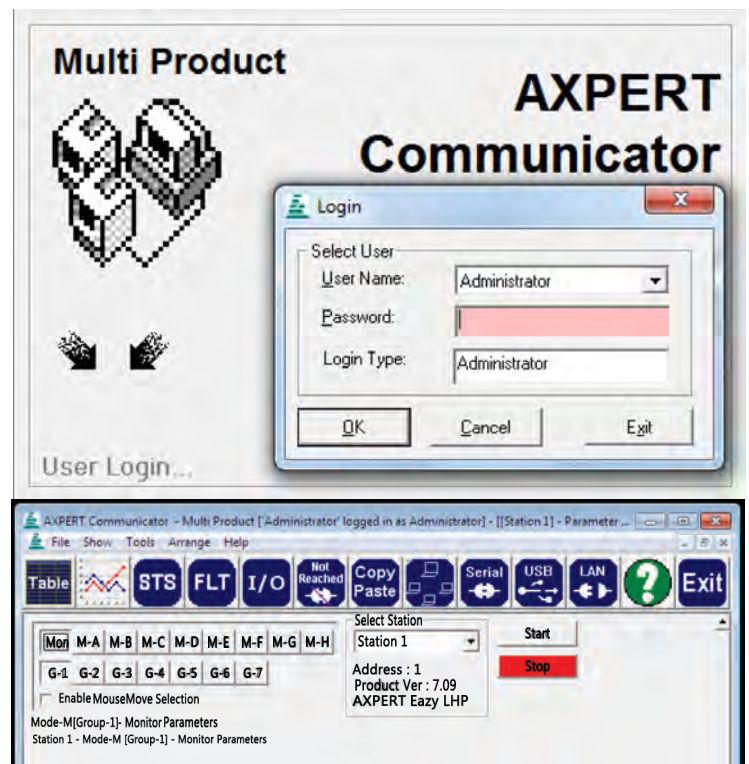 Multi Product
AXPERT
Communicator
Login
Select User
User Name:
Administrator
Password:
Login Type:
Administrator
OK
Cancel
Exit
User Login...
AXPERT Communicator - Multi Product ['Administrator' logged in as Administrator] - [[Station 1] - Parameter ...
File Show Tools Arrange Help
Table STS FLT I/O Not Reached Copy Paste Serial USB LAN ? Exit
Mon M-A M-B M-C M-D M-E M-F M-G M-H
G-1 G-2 G-3 G-4 G-5 G-6 G-7
Enable MouseMove Selection
Select Station
Station 1
Address : 1
Product Ver : 7.09
AXPERT Eazy LHP
Start
Stop
Mode-M[Group-1]- Monitor Parameters
Station 1 - Mode-M [Group-1] - Monitor Parameters